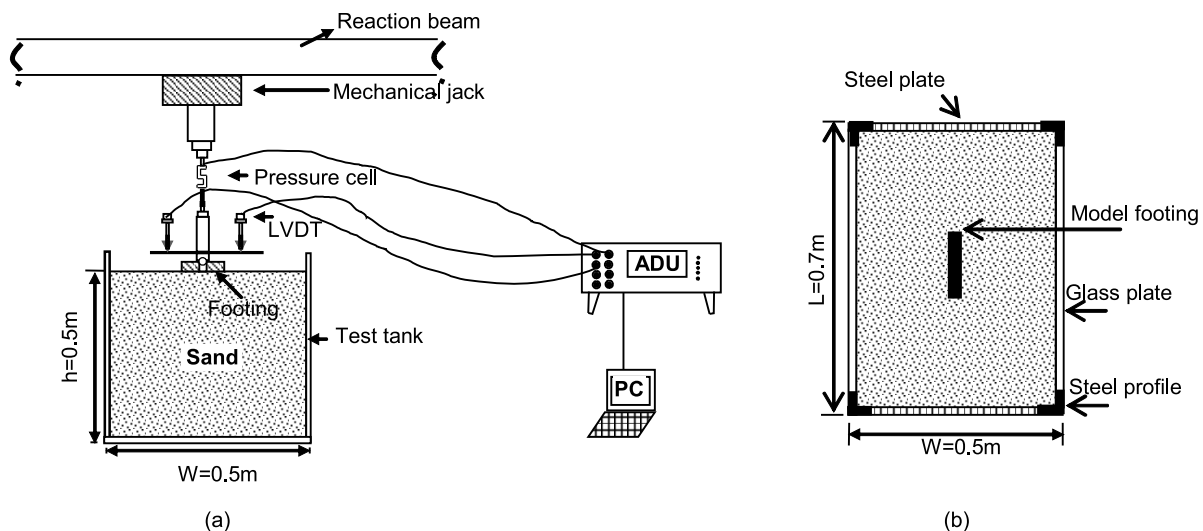 Reaction beam
Mechanical jack
Pressure cell
LVDT
ADU
Footing
Test tank
Sand
h=0.5m
PC
W=0.5m
(a)
Steel plate
L=0.7m
Model footing
Glass plate
Steel profile
W=0.5m
(b)